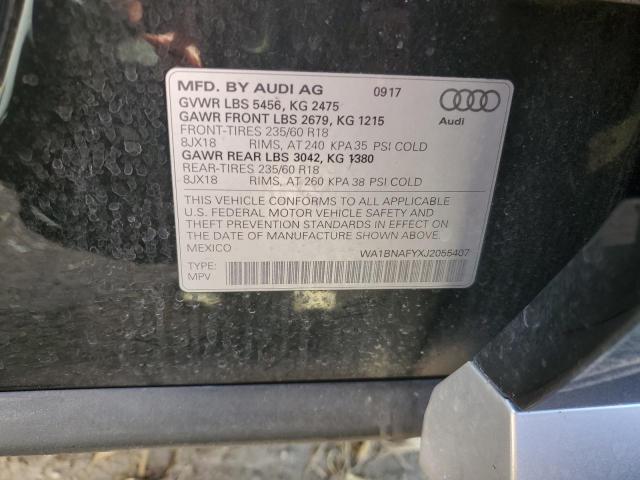 MFD. BY AUDI AG 0917
GVWR LBS 5456, KG 2475
GAWR FRONT LBS 2679, KG 1215
FRONT-TIRES 235/60 R18
8JX18 RIMS, AT 240 KPA 35 PSI COLD
GAWR REAR LBS 3042, KG 1380
REAR-TIRES 235/60 R18
8JX18 RIMS, AT 260 KPA 38 PSI COLD
Audi
THIS VEHICLE CONFORMS TO ALL APPLICABLE
U.S. FEDERAL MOTOR VEHICLE SAFETY AND
THEFT PREVENTION STANDARDS IN EFFECT ON
THE DATE OF MANUFACTURE SHOWN ABOVE.
MEXICO WA1BNAFYXJ2055407
TYPE:
MPV